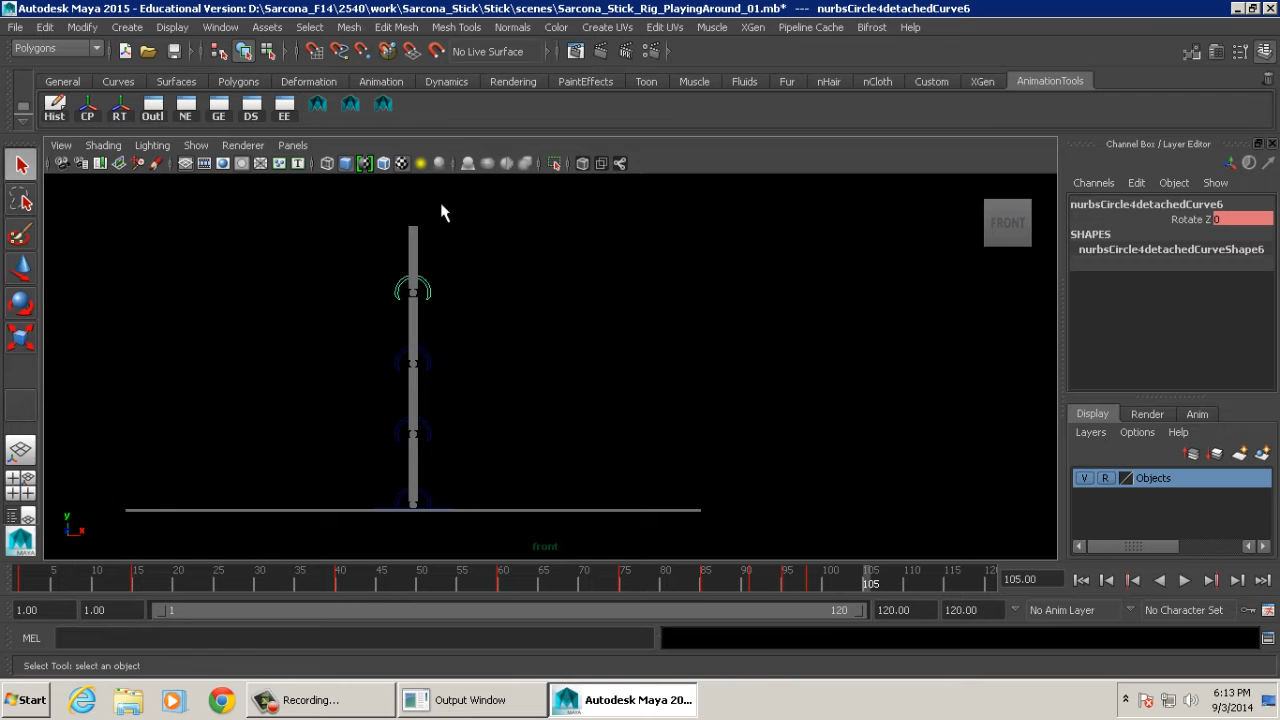 Autodesk Maya 2015 - Educational Version: D:\Sarcona_F14\2540\work\Sarcona_Stick\Stick\scenes\Sarcona_Stick_Rig_PlayingAround_01.mb* --- nurbsCircle4detachedCurve6
File Edit Modify Create Display Window Assets Select Mesh Edit Mesh Mesh Tools Normals Color Create UVs Edit UVs Muscle XGen Pipeline Cache Bifrost Help
Polygons No Live Surface
General Curves Surfaces Polygons Deformation Animation Dynamics Rendering PaintEffects Toon Muscle Fluids Fur nHair nCloth Custom XGen AnimationTools
Hist CP RT Outl NE GE DS EE
View Shading Lighting Show Renderer Panels
Channel Box / Layer Editor
Channels Edit Object Show
nurbsCircle4detachedCurve6
Rotate Z 0
SHAPES
nurbsCircle4detachedCurveShape6
FRONT
Display Render Anim
Layers Options Help
V R Objects
y
x
front
MAYA
5 10 15 20 25 30 35 40 45 50 55 60 65 70 75 80 85 90 95 100 105 110 115 120
105
105.00
1.00 1.00 1 120 120.00 120.00 No Anim Layer No Character Set
MEL
Select Tool: select an object
Start Recording... Output Window Autodesk Maya 20...
6:13 PM
9/3/2014